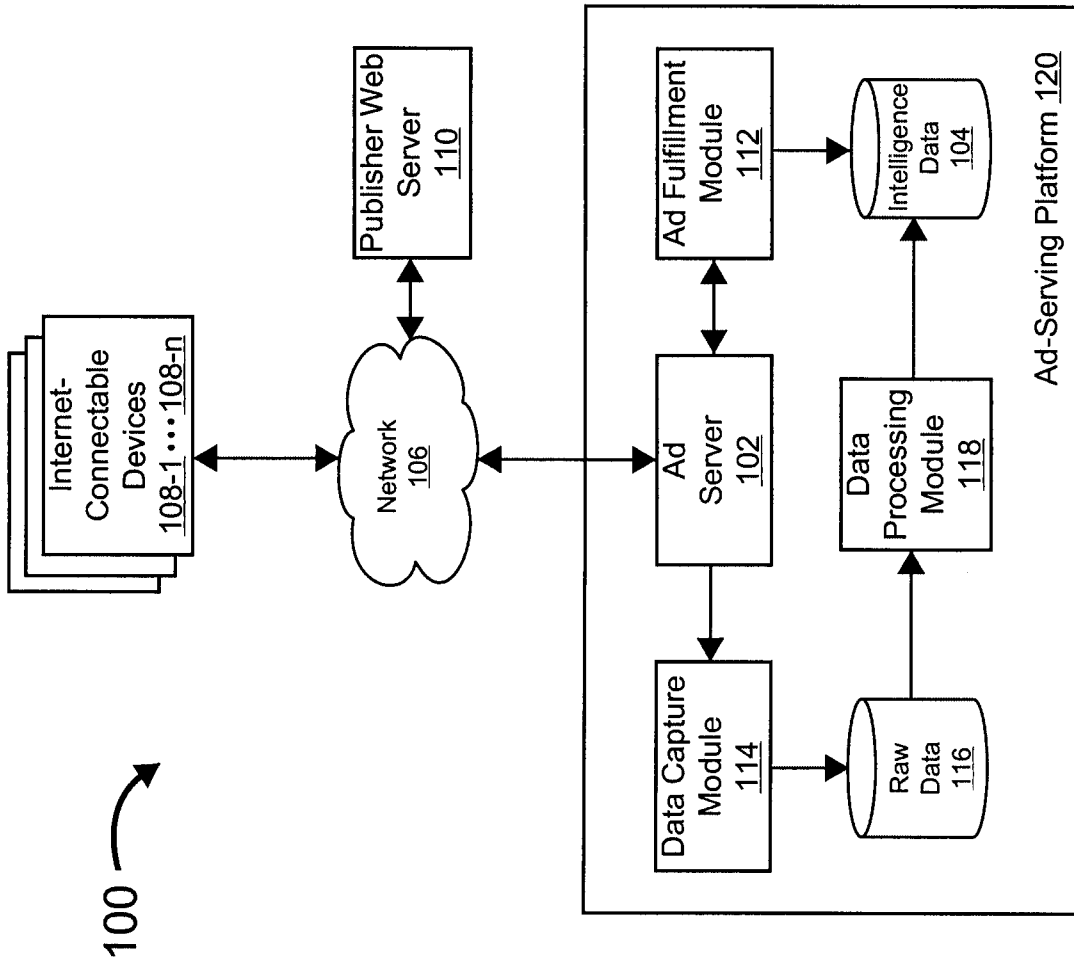 100
Internet-
Connectable
Devices
108-1 ••• 108-n
Network
106
Publisher Web
Server
110
Data Capture
Module
114
Ad
Server
102
Ad Fulfillment
Module
112
Raw
Data
116
Data
Processing
Module
118
Intelligence
Data
104
Ad-Serving Platform 120